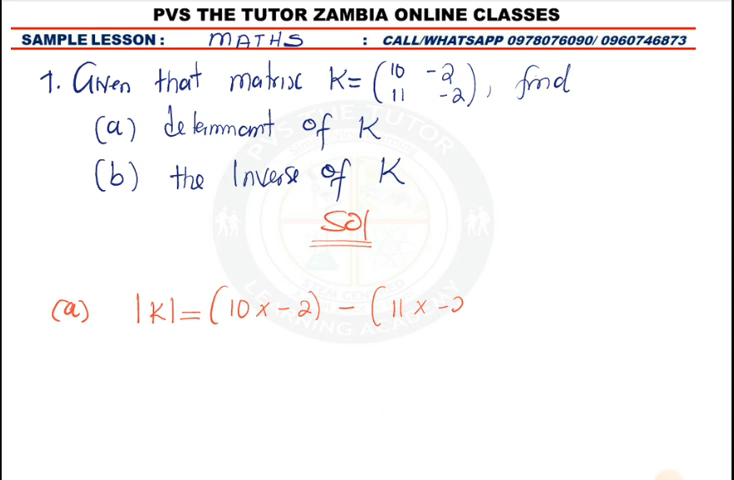 PVS THE TUTOR ZAMBIA ONLINE CLASSES
SAMPLE LESSON : MATHS : CALL/WHATSAPP 0978076090/ 0960746873
1. Given that matrix K= (10 -2
11 -2), find
(a) determinant of K
(b) the Inverse of K
Sol
(a) |K|= (10 x -2) - (11 x -2